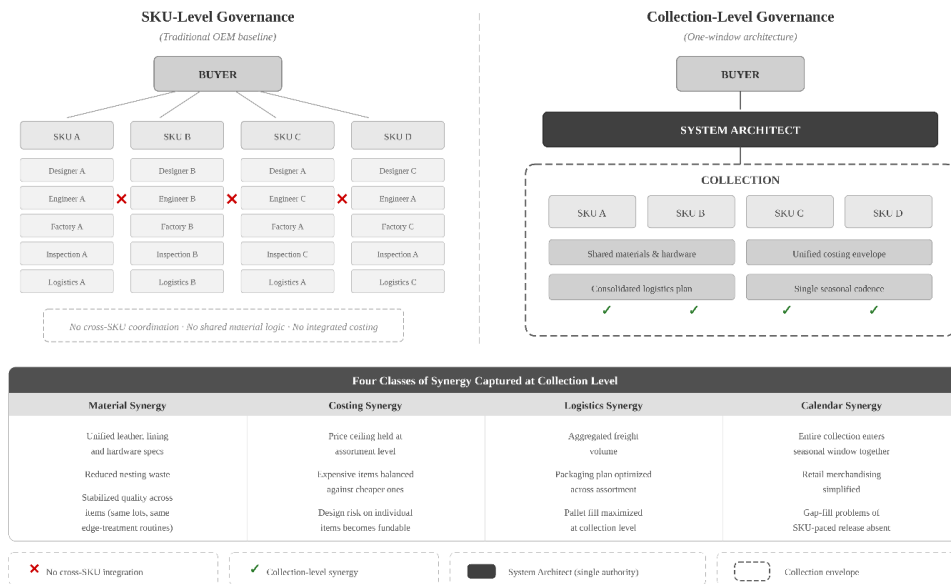 SKU-Level Governance
(Traditional OEM baseline)
BUYER
SKU A
SKU B
SKU C
SKU D
Designer A
Designer B
Designer A
Designer C
Engineer A
Engineer B
Engineer C
Engineer A
Factory A
Factory B
Factory A
Factory C
Inspection A
Inspection B
Inspection C
Inspection A
Logistics A
Logistics B
Logistics A
Logistics C
No cross-SKU coordination · No shared material logic · No integrated costing
Collection-Level Governance
(One-window architecture)
BUYER
SYSTEM ARCHITECT
COLLECTION
SKU A
SKU B
SKU C
SKU D
Shared materials & hardware
Unified costing envelope
Consolidated logistics plan
Single seasonal cadence
Four Classes of Synergy Captured at Collection Level
Material Synergy
Unified leather, lining
and hardware specs
Reduced nesting waste
Stabilized quality across
items (same lots, same
edge-treatment routines)
Costing Synergy
Price ceiling held at
assortment level
Expensive items balanced
against cheaper ones
Design risk on individual
items becomes fundable
Logistics Synergy
Aggregated freight
volume
Packaging plan optimized
across assortment
Pallet fill maximized
at collection level
Calendar Synergy
Entire collection enters
seasonal window together
Retail merchandising
simplified
Gap-fill problems of
SKU-paced release absent
No cross-SKU integration
Collection-level synergy
System Architect (single authority)
Collection envelope